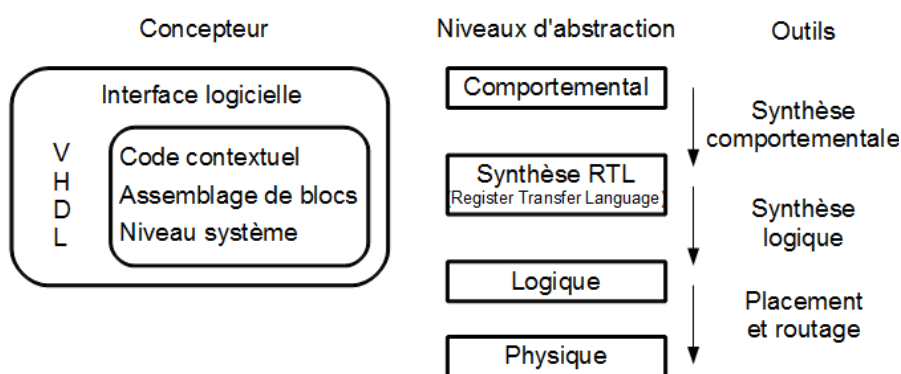 Concepteur
Niveaux d'abstraction
Outils
Interface logicielle
V
H
D
L
Code contextuel
Assemblage de blocs
Niveau système
Comportemental
Synthèse RTL
(Register Transfer Language)
Logique
Physique
Synthèse
comportementale
Synthèse
logique
Placement
et routage